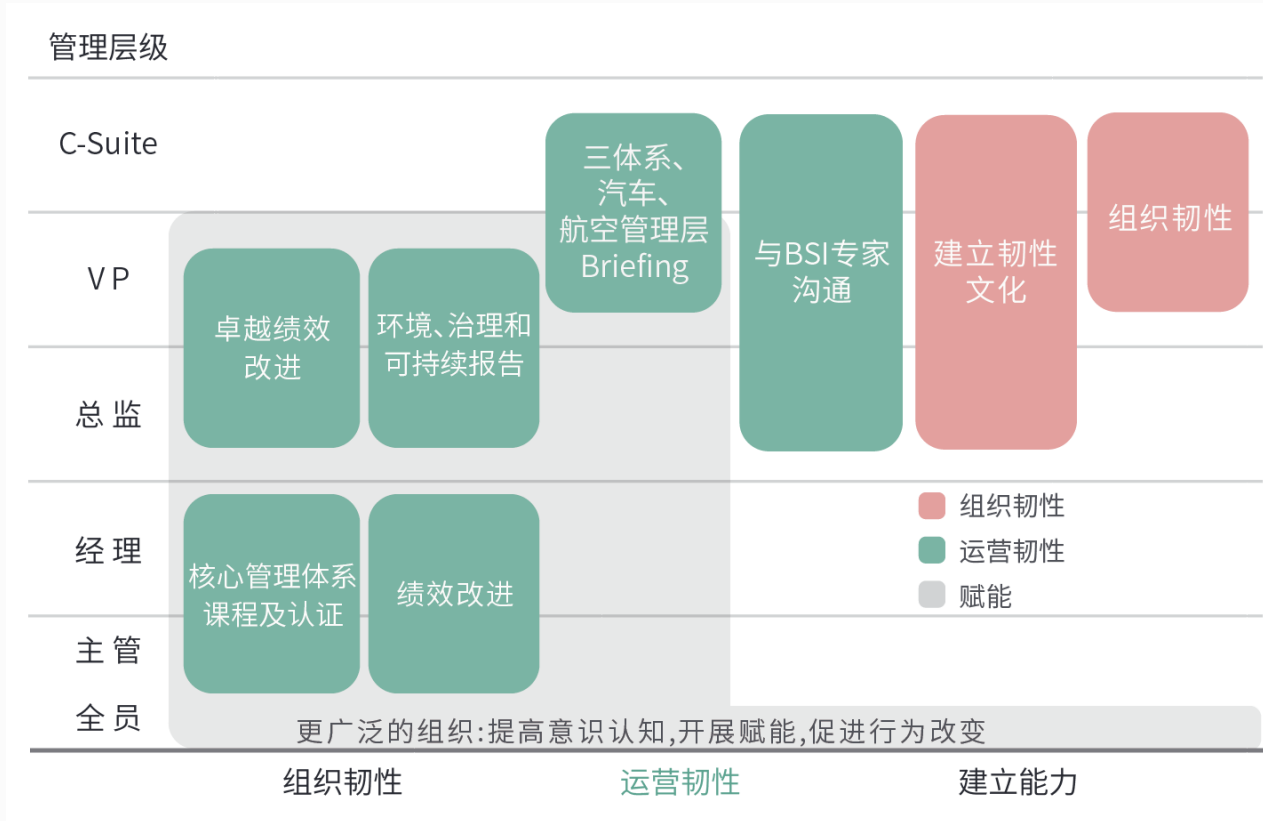 管理层级
C-Suite
三体系、
汽车、
航空管理层
Briefing
与BSI专家
沟通
建立韧性
文化
组织韧性
VP
卓越绩效
改进
环境、治理和
可持续报告
总监
经理
核心管理体系
课程及认证
绩效改进
组织韧性
运营韧性
赋能
主管
全员
更广泛的组织:提高意识认知,开展赋能,促进行为改变
组织韧性
运营韧性
建立能力